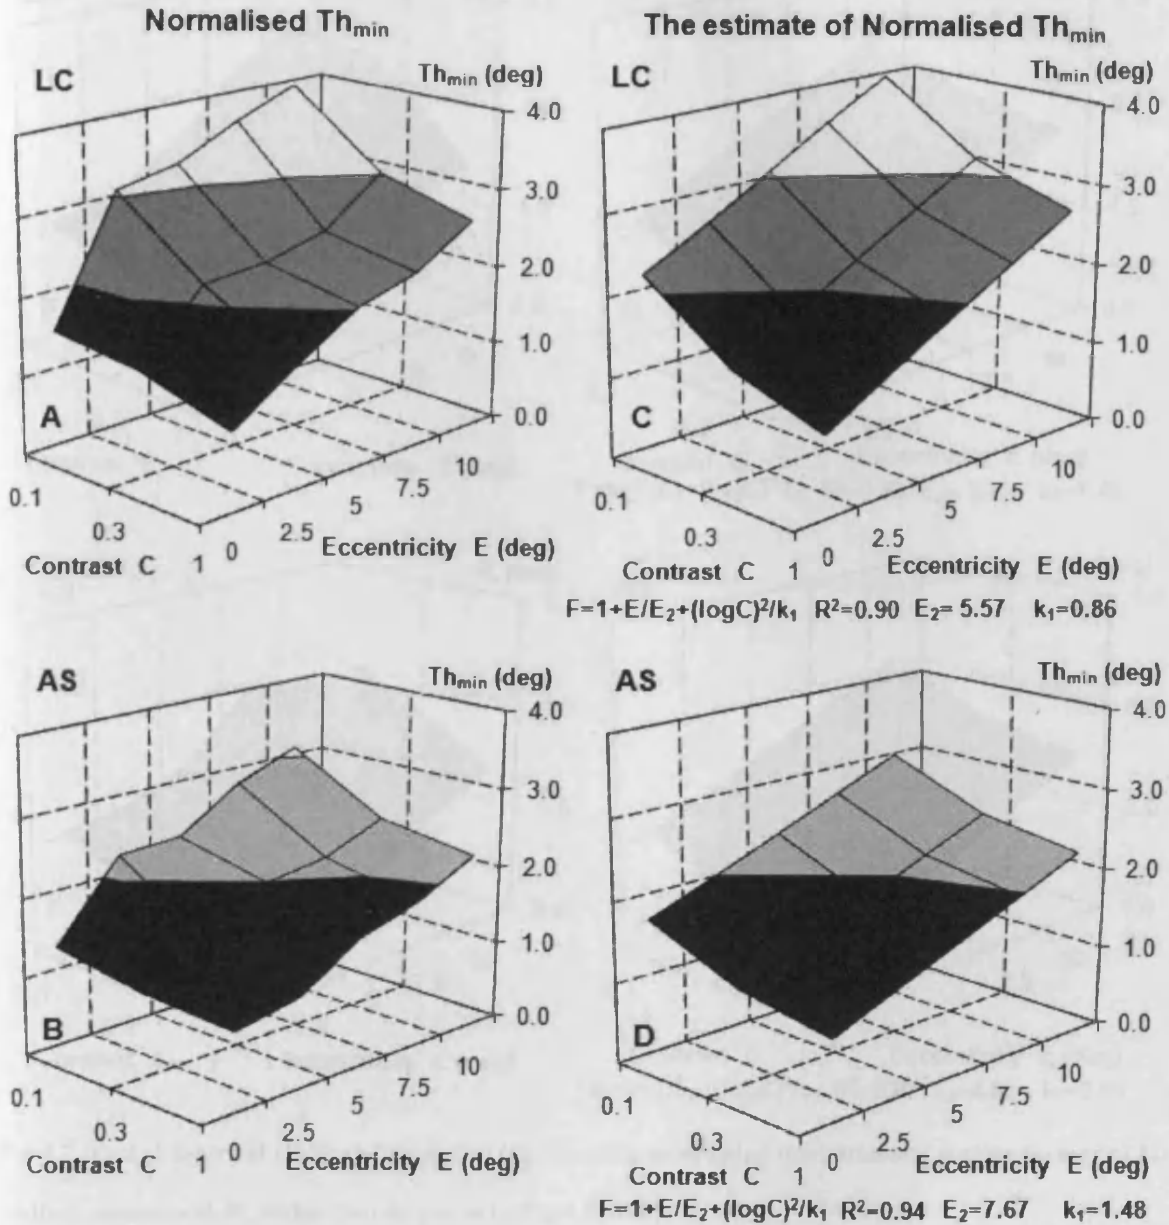 Normalised Th_min
The estimate of Normalised Th_min
LC
Th_min (deg)
4.0
3.0
2.0
1.0
0.0
A
0.1
0.3
1
0
2.5
5
7.5
10
Contrast C
Eccentricity E (deg)
LC
Th_min (deg)
4.0
3.0
2.0
1.0
0.0
C
0.1
0.3
1
0
2.5
5
7.5
10
Contrast C
Eccentricity E (deg)
F=1+E/E₂+(logC)²/k₁ R²=0.90 E₂= 5.57 k₁=0.86
AS
Th_min (deg)
4.0
3.0
2.0
1.0
0.0
B
0.1
0.3
1
0
2.5
5
7.5
10
Contrast C
Eccentricity E (deg)
AS
Th_min (deg)
4.0
3.0
2.0
1.0
0.0
D
0.1
0.3
1
0
2.5
5
7.5
10
Contrast C
Eccentricity E (deg)
F=1+E/E₂+(logC)²/k₁ R²=0.94 E₂=7.67 k₁=1.48